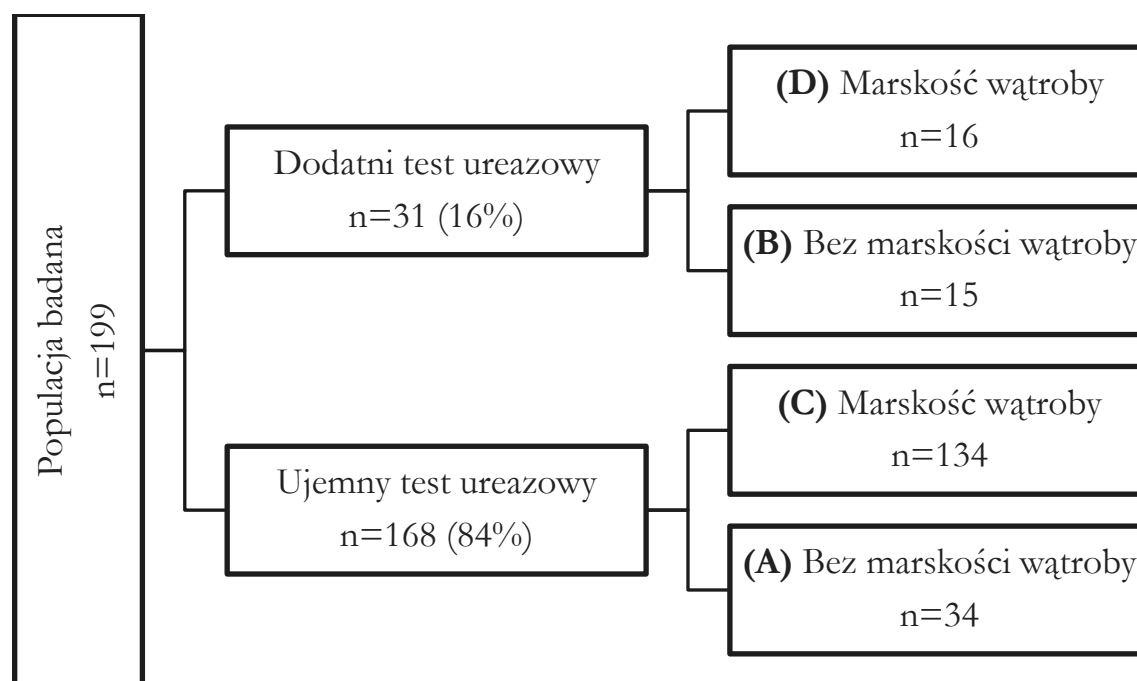 Populacja badana
n=199
Dodatni test ureazowy
n=31 (16%)
Ujemny test ureazowy
n=168 (84%)
(D) Marskość wątroby
n=16
(B) Bez marskości wątroby
n=15
(C) Marskość wątroby
n=134
(A) Bez marskości wątroby
n=34